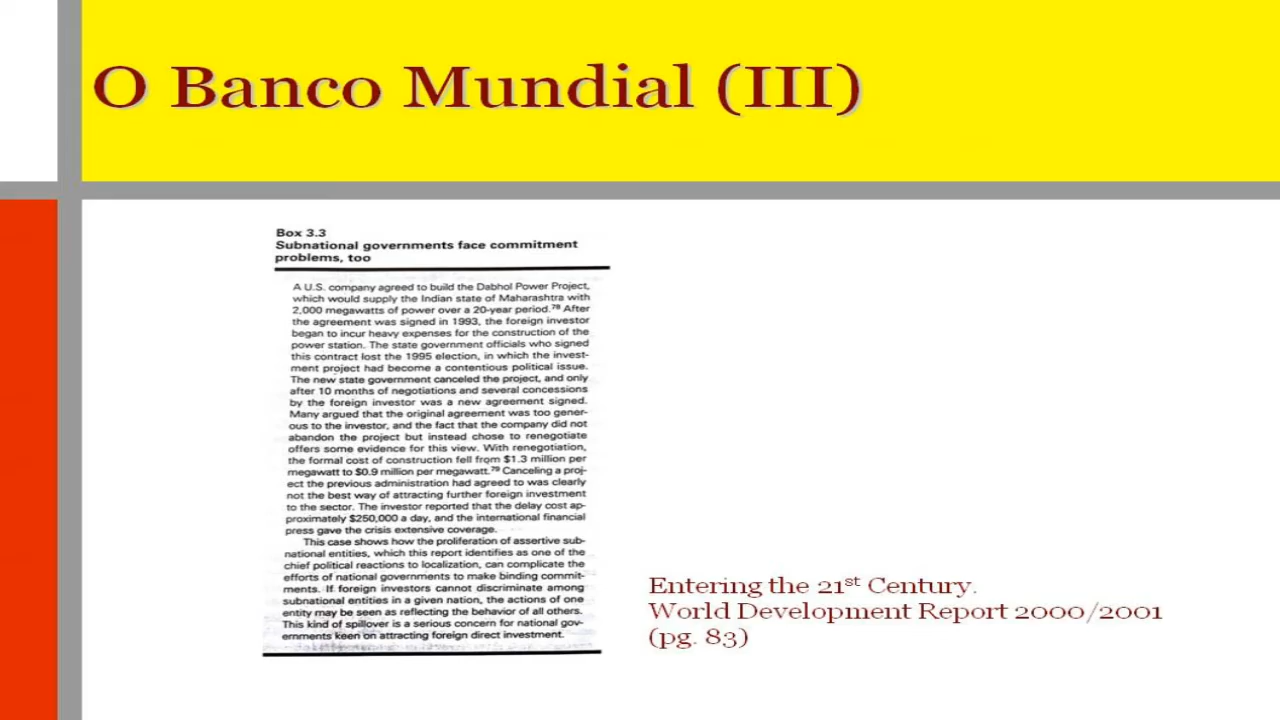 O Banco Mundial (III)
Box 3.3
Subnational governments face commitment
problems, too
A U.S. company agreed to build the Dabhol Power Project,
which would supply the Indian state of Maharashtra with
2,000 megawatts of power over a 20-year period.78 After
the agreement was signed in 1993, the foreign investor
began to incur heavy expenses for the construction of the
power station. The state government officials who signed
this contract lost the 1995 election, in which the invest-
ment project had become a contentious political issue.
The new state government canceled the project, and only
after 10 months of negotiations and several concessions
by the foreign investor was a new agreement signed.
Many argued that the original agreement was too gener-
ous to the investor, and the fact that the company did not
abandon the project but instead chose to renegotiate
offers some evidence for this view. With renegotiation,
the formal cost of construction fell from $1.3 million per
megawatt to $0.9 million per megawatt.79 Canceling a proj-
ect the previous administration had agreed to was clearly
not the best way of attracting further foreign investment
to the sector. The investor reported that the delay cost ap-
proximately $250,000 a day, and the international financial
press gave the crisis extensive coverage.
This case shows how the proliferation of assertive sub-
national entities, which this report identifies as one of the
chief political reactions to localization, can complicate the
efforts of national governments to make binding commit-
ments. If foreign investors cannot discriminate among
subnational entities in a given nation, the actions of one
entity may be seen as reflecting the behavior of all others.
This kind of spillover is a serious concern for national gov-
ernments keen on attracting foreign direct investment.
Entering the 21st Century.
World Development Report 2000/2001
(pg. 83)